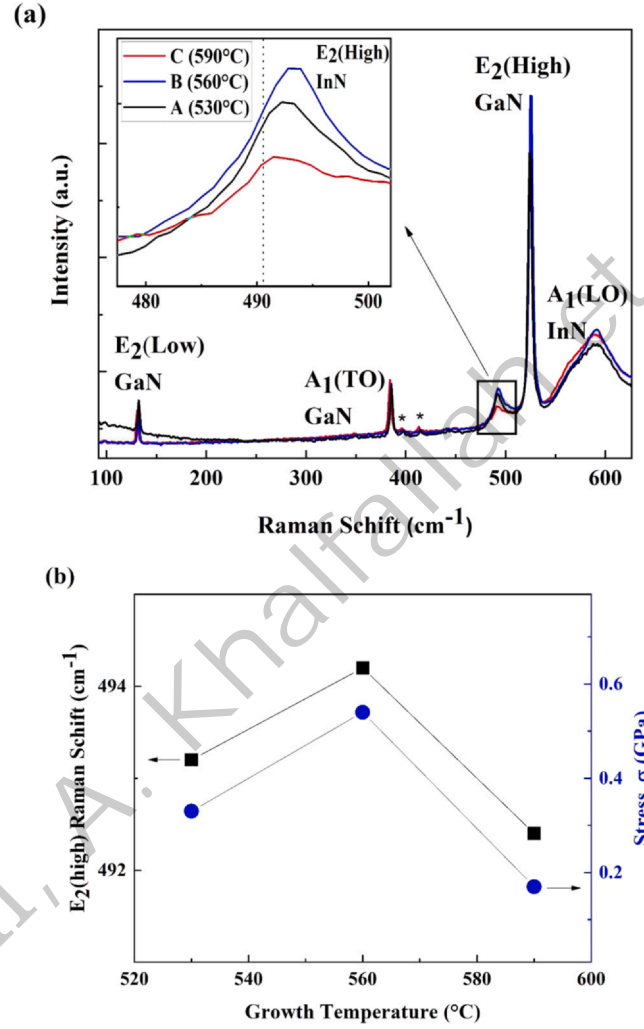 (a)
C (590°C)
B (560°C)
A (530°C)
E2(High)
InN
480 490 500
E2(High)
GaN
A1(LO)
InN
E2(Low)
GaN
A1(TO)
GaN
* *
Intensity (a.u.)
100 200 300 400 500 600
Raman Schift (cm-1)
(b)
E2(high) Raman Schift (cm-1)
494
492
0.6
0.4
0.2
Stress, σ (GPa)
520 540 560 580 600
Growth Temperature (°C)
, A. Khalfallah et